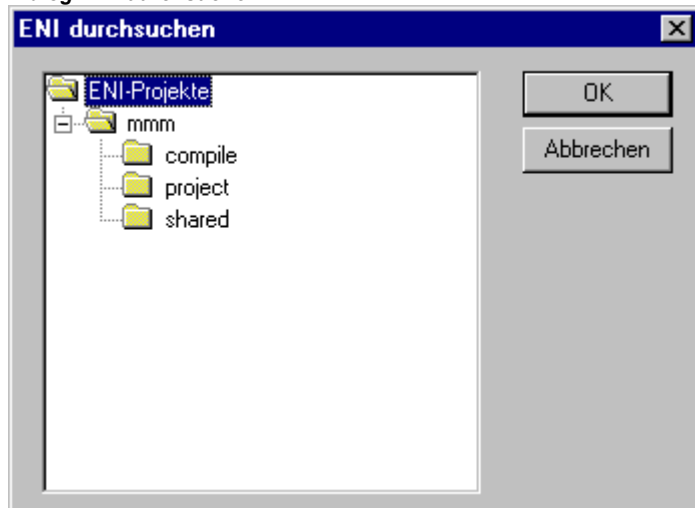 ENI durchsuchen
ENI-Projekte
OK
mmm
Abbrechen
compile
project
shared